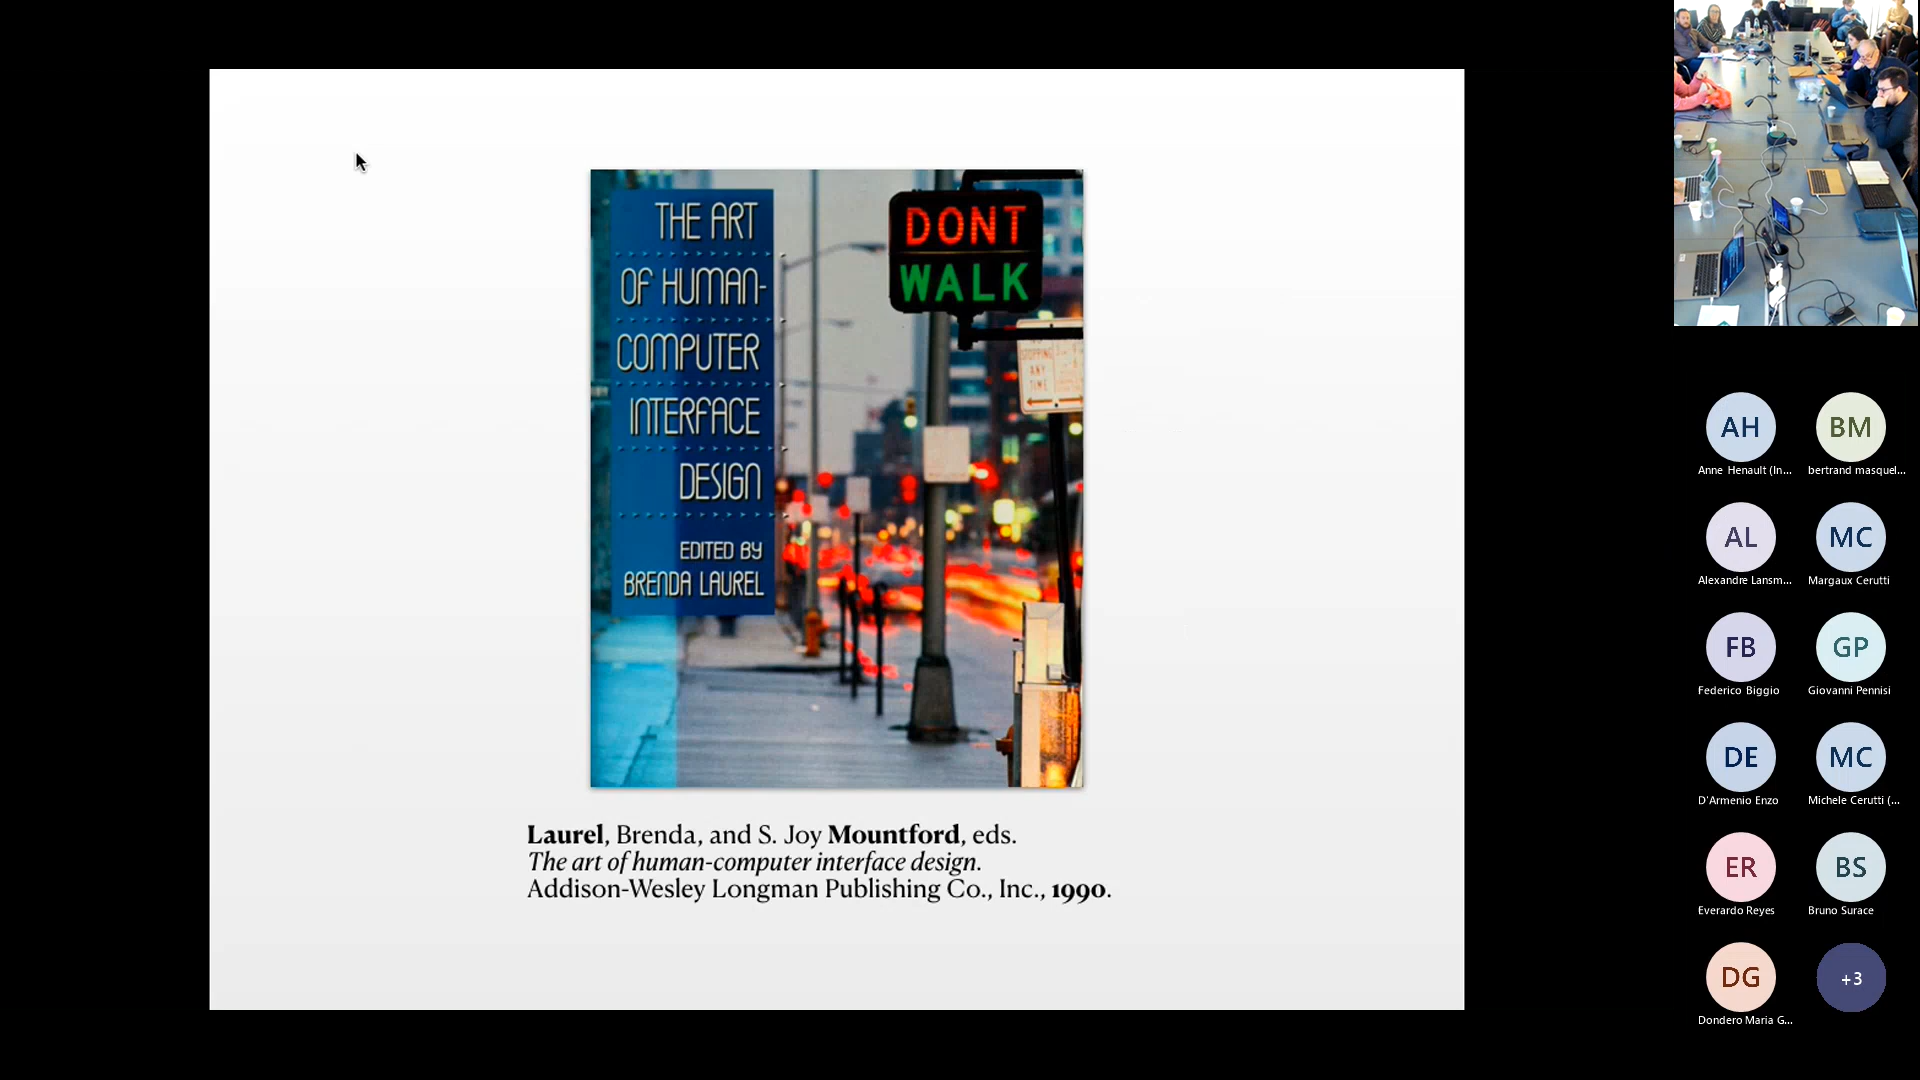 THE ART
OF HUMAN-
COMPUTER
INTERFACE
DESIGN
EDITED BY
BRENDA LAUREL
DONT
WALK
STOPPING
ANY
TIME
Laurel, Brenda, and S. Joy Mountford, eds.
The art of human-computer interface design.
Addison-Wesley Longman Publishing Co., Inc., 1990.
AH
Anne Henault (In...
BM
bertrand masquel...
AL
Alexandre Lansm...
MC
Margaux Cerutti
FB
Federico Biggio
GP
Giovanni Pennisi
DE
D'Armenio Enzo
MC
Michele Cerutti (...
ER
Everardo Reyes
BS
Bruno Surace
DG
Dondero Maria G...
+3